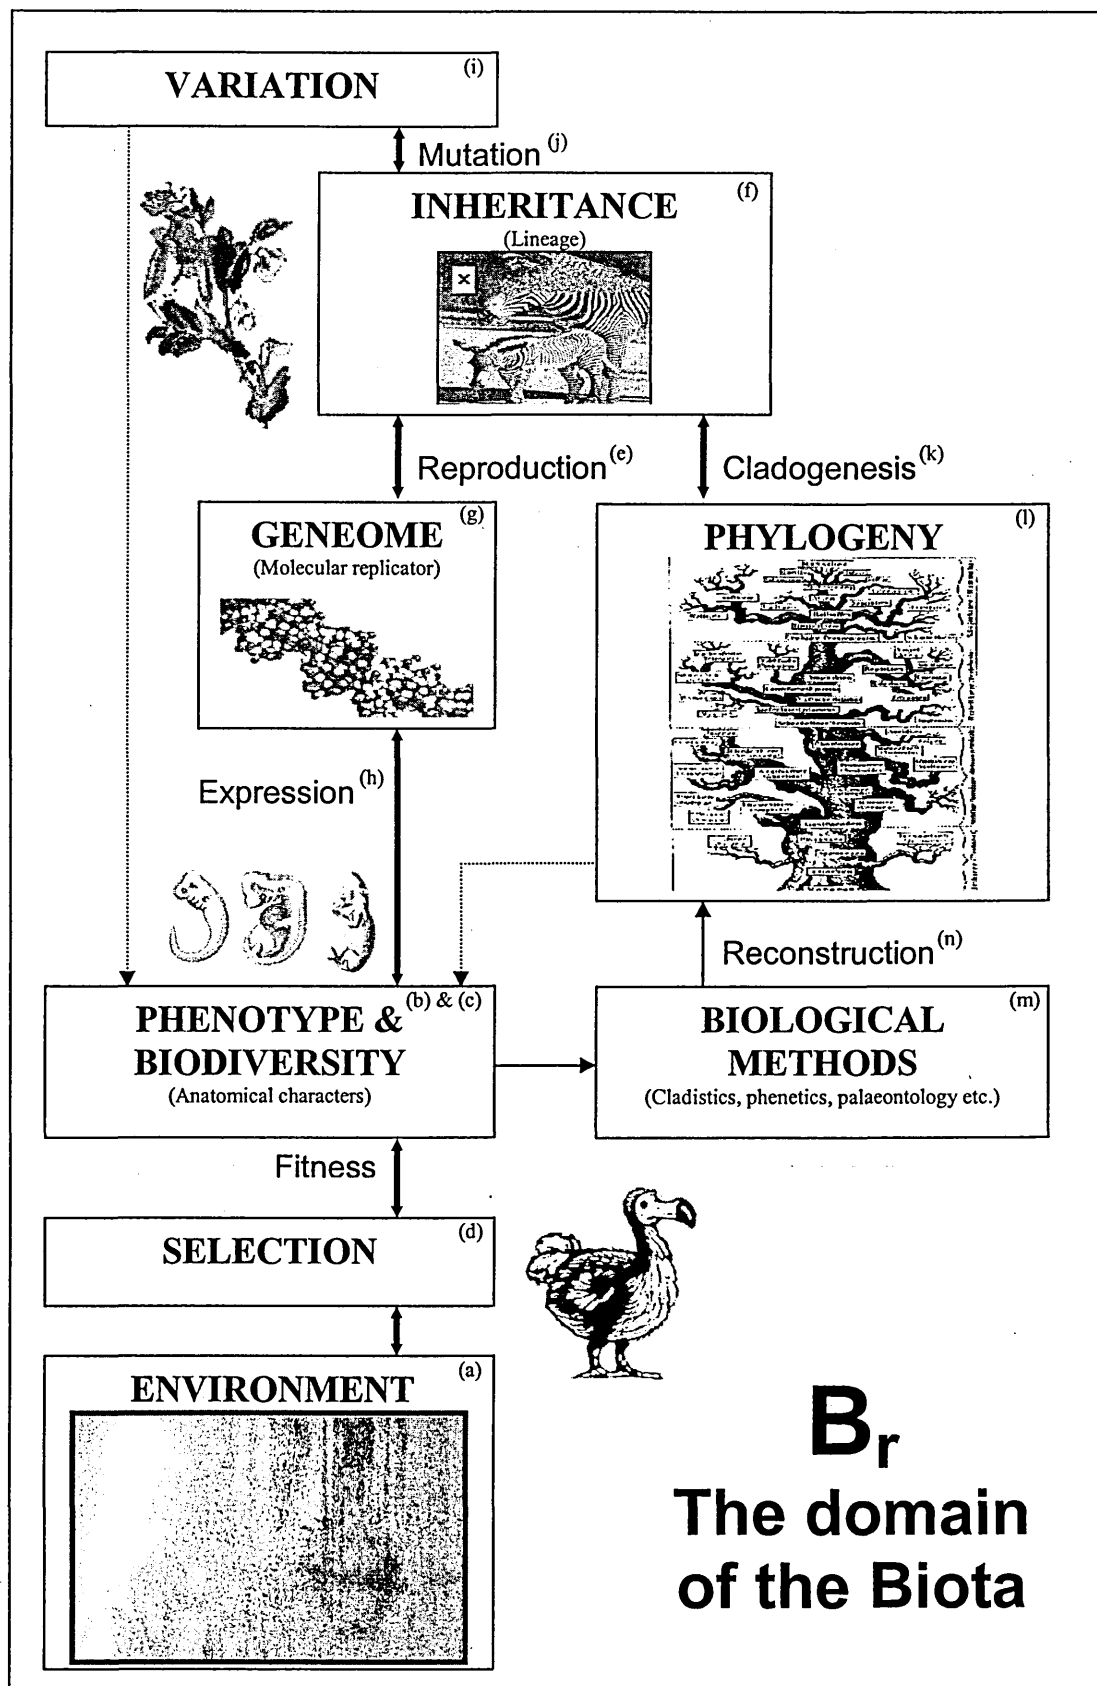 VARIATION (i)
Mutation (j)
INHERITANCE (f)
(Lineage)
Reproduction (e)
Cladogenesis (k)
GENEOME (g)
(Molecular replicator)
PHYLOGENY (l)
Expression (h)
Reconstruction (n)
PHENOTYPE & (b) & (c)
BIODIVERSITY
(Anatomical characters)
BIOLOGICAL (m)
METHODS
(Cladistics, phenetics, palaeontology etc.)
Fitness
SELECTION (d)
ENVIRONMENT (a)
Br
The domain
of the Biota